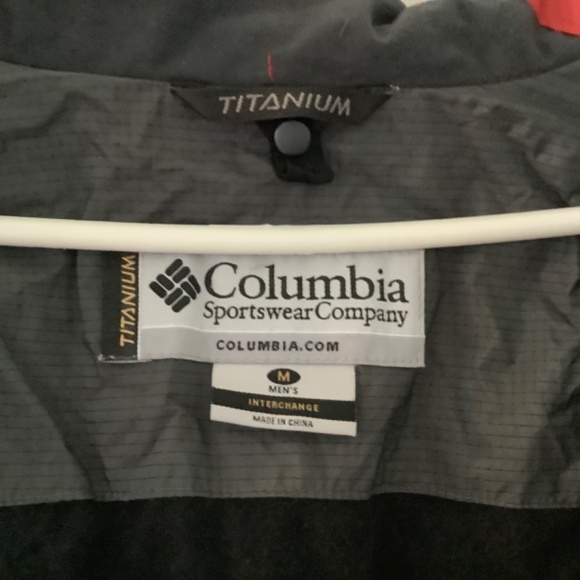 TITANIUM
TITANIUM
Columbia
Sportswear Company
COLUMBIA.COM
M
MEN'S
INTERCHANGE
MADE IN CHINA